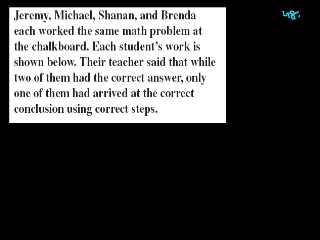 Jeremy, Michael, Shanan, and Brenda
each worked the same math problem at
the chalkboard. Each student's work is
shown below. Their teacher said that while
two of them had the correct answer, only
one of them had arrived at the correct
conclusion using correct steps.